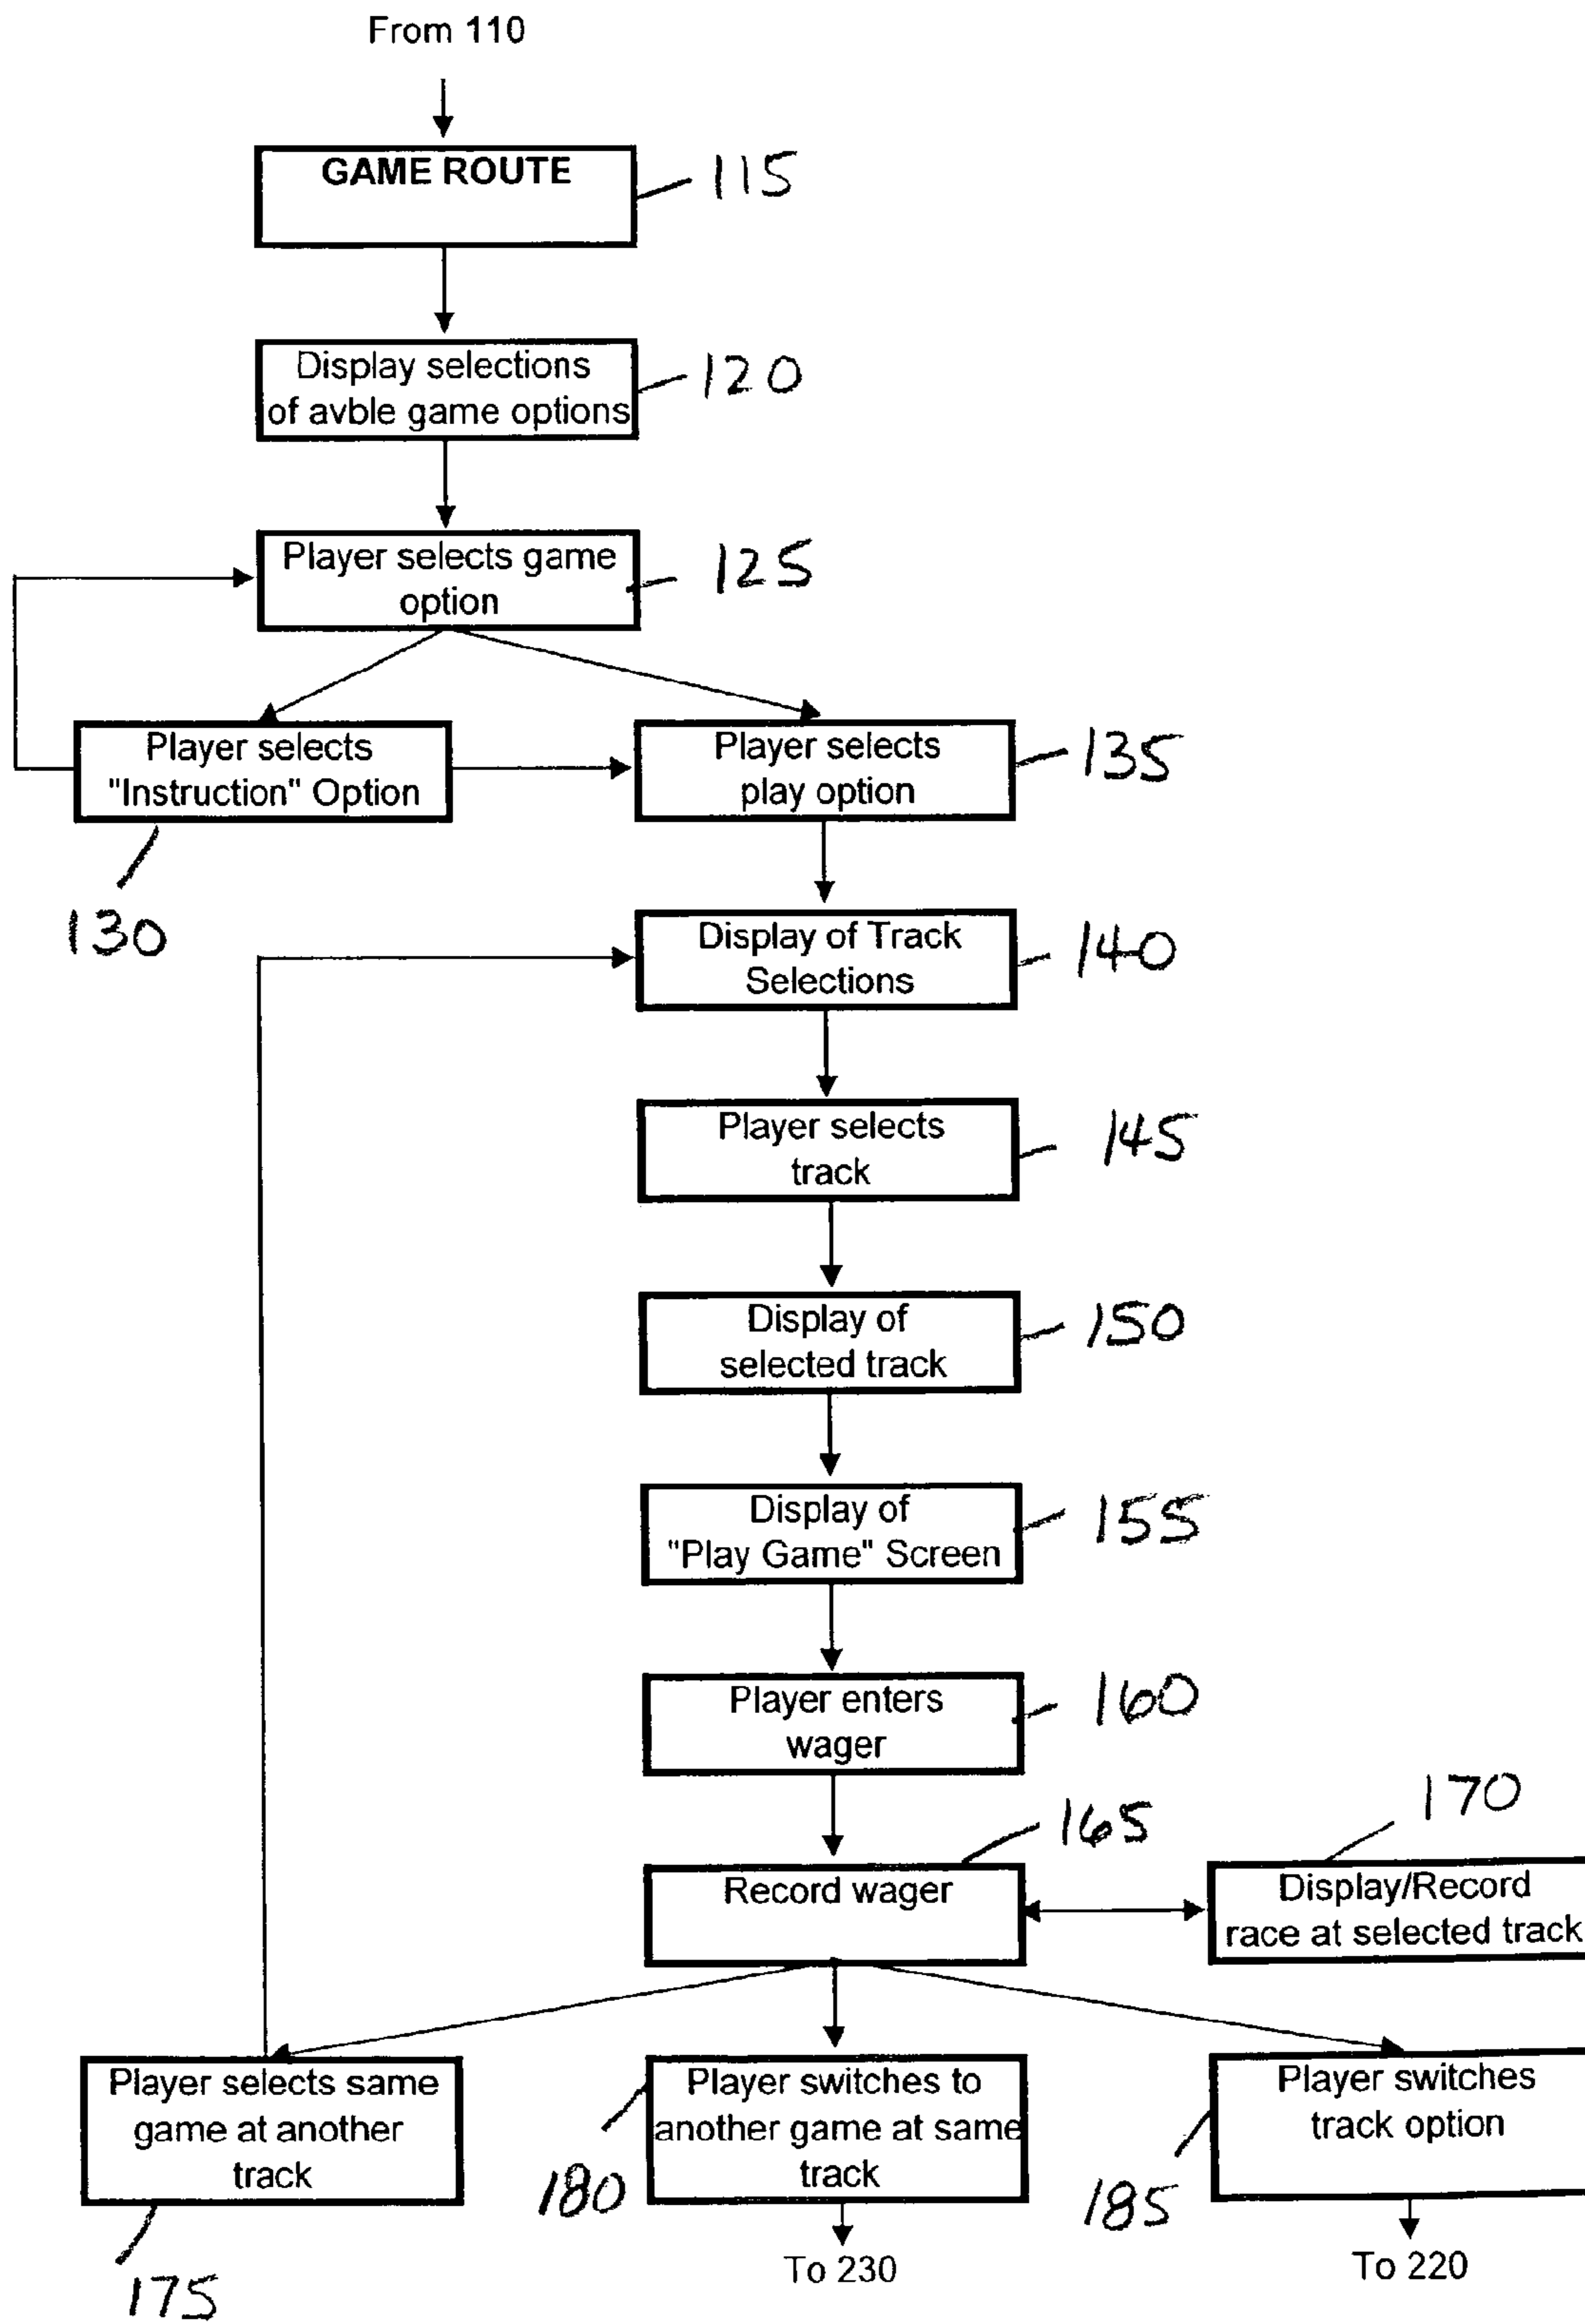 From 110
GAME ROUTE
115
Display selections
of avble game options
120
Player selects game
option
125
Player selects
"Instruction" Option
130
Player selects
play option
135
Display of Track
Selections
140
Player selects
track
145
Display of
selected track
150
Display of
"Play Game" Screen
155
Player enters
wager
160
Record wager
165
Display/Record
race at selected track
170
Player selects same
game at another
track
175
Player switches to
another game at same
track
180
To 230
Player switches
track option
185
To 220